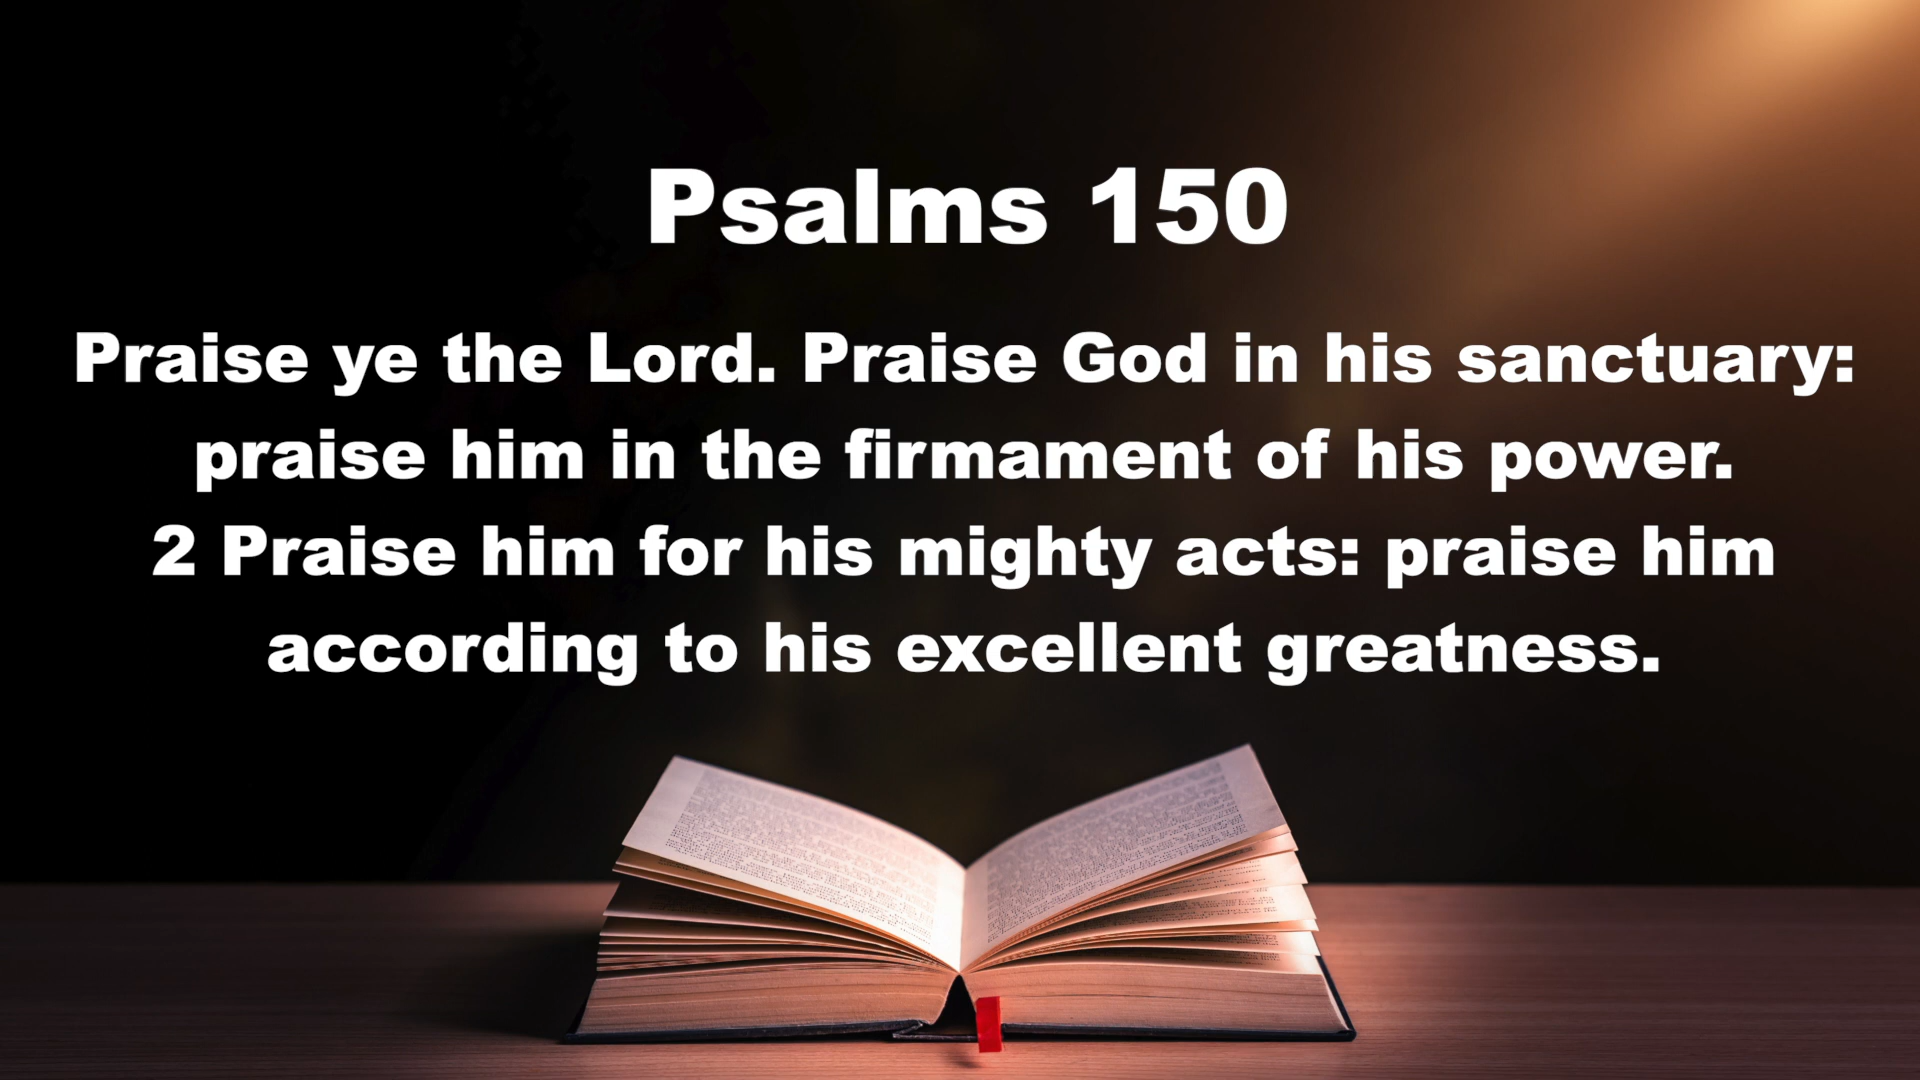 Psalms 150
Praise ye the Lord. Praise God in his sanctuary:
praise him in the firmament of his power.
2 Praise him for his mighty acts: praise him
according to his excellent greatness.